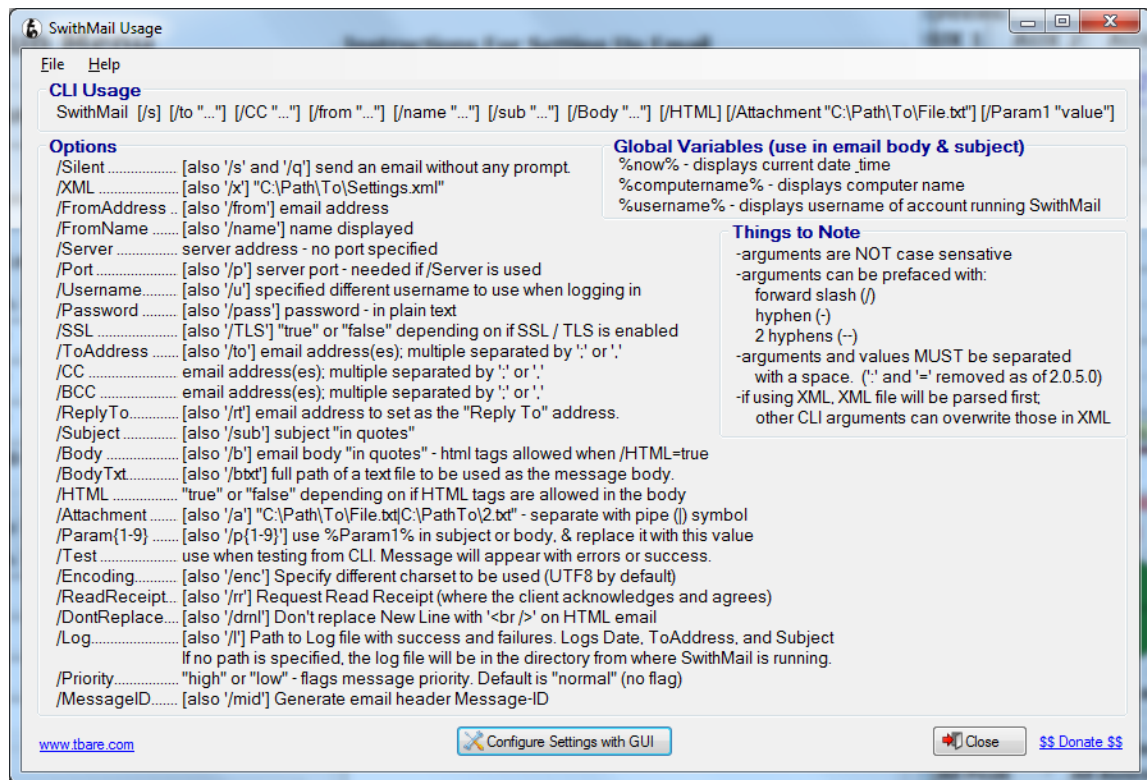 SwithMail Usage
File Help
CLI Usage
SwithMail [/s] [/to "..."] [/CC "..."] [/from "..."] [/name "..."] [/sub "..."] [/Body "..."] [/HTML] [/Attachment "C:\Path\To\File.txt"] [/Param1 "value"]
Options
/Silent.................. [also '/s' and '/q'] send an email without any prompt.
/XML .................... [also '/x'] "C:\Path\To\Settings.xml"
/FromAddress .. [also '/from'] email address
/FromName ....... [also '/name'] name displayed
/Server ................ server address - no port specified
/Port ..................... [also '/p'] server port - needed if /Server is used
/Username......... [also '/u'] specified different username to use when logging in
/Password ......... [also '/pass'] password - in plain text
/SSL ..................... [also '/TLS'] "true" or "false" depending on if SSL / TLS is enabled
/ToAddress ....... [also '/to'] email address(es); multiple separated by ';' or ','
/CC ....................... email address(es); multiple separated by ';' or ','
/BCC .................... email address(es); multiple separated by ';' or ','
/ReplyTo............. [also '/rt'] email address to set as the "Reply To" address.
/Subject .............. [also '/sub'] subject "in quotes"
/Body ................... [also '/b'] email body "in quotes" - html tags allowed when /HTML=true
/BodyTxt............. [also '/btxt'] full path of a text file to be used as the message body.
/HTML ................. "true" or "false" depending on if HTML tags are allowed in the body
/Attachment ....... [also '/a'] "C:\Path\To\File.txt|C:\PathTo\2.txt" - separate with pipe (|) symbol
/Param{1-9} ....... [also '/p{1-9}'] use %Param1% in subject or body, & replace it with this value
/Test .................... use when testing from CLI. Message will appear with errors or success.
/Encoding........... [also '/enc'] Specify different charset to be used (UTF8 by default)
/ReadReceipt... [also '/rr'] Request Read Receipt (where the client acknowledges and agrees)
/DontReplace.... [also '/drnl'] Don't replace New Line with '<br />' on HTML email
/Log...................... [also '/l'] Path to Log file with success and failures. Logs Date, ToAddress, and Subject
If no path is specified, the log file will be in the directory from where SwithMail is running.
/Priority................. "high" or "low" - flags message priority. Default is "normal" (no flag)
/MessageID....... [also '/mid'] Generate email header Message-ID
Global Variables (use in email body & subject)
%now% - displays current date_time
%computername% - displays computer name
%username% - displays username of account running SwithMail
Things to Note
-arguments are NOT case sensative
-arguments can be prefaced with:
forward slash (/)
hyphen (-)
2 hyphens (--)
-arguments and values MUST be separated
with a space. (':' and '=' removed as of 2.0.5.0)
-if using XML, XML file will be parsed first;
other CLI arguments can overwrite those in XML
www.tbare.com
Configure Settings with GUI
Close
$$ Donate $$